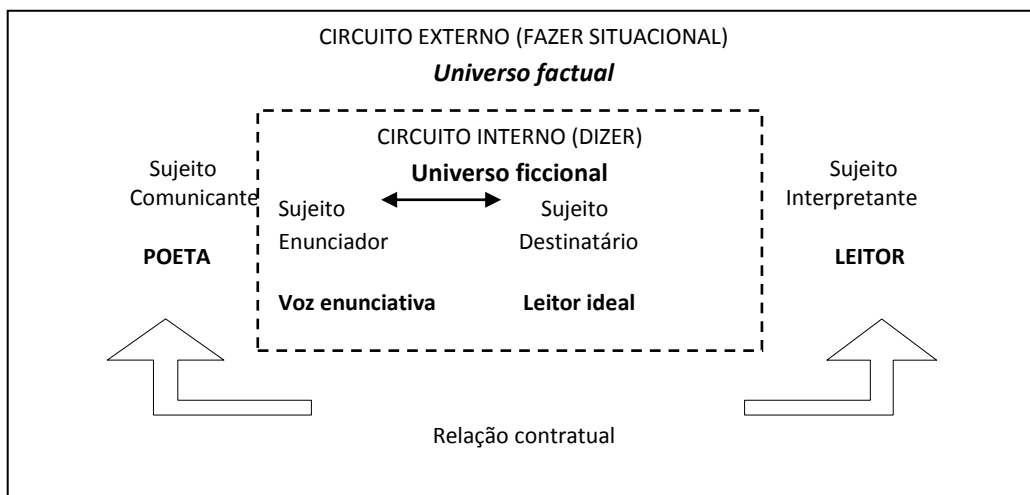 CIRCUITO EXTERNO (FAZER SITUACIONAL)
Universo factual
CIRCUITO INTERNO (DIZER)
Universo ficcional
Sujeito
Comunicante
POETA
Sujeito
Enunciador
Voz enunciativa
Sujeito
Destinatário
Leitor ideal
Sujeito
Interpretante
LEITOR
Relação contratual